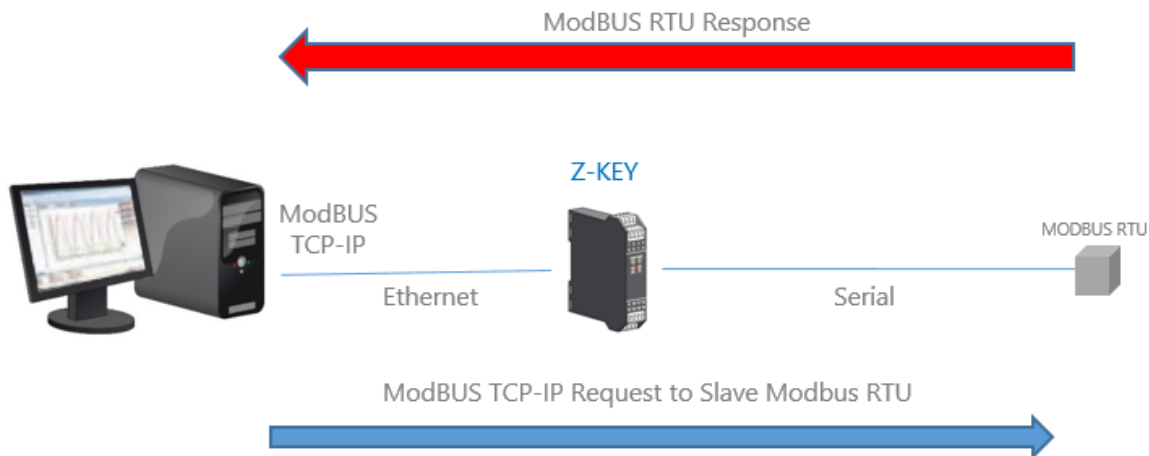 ModBUS RTU Response
Z-KEY
ModBUS
TCP-IP
MODBUS RTU
Ethernet
Serial
ModBUS TCP-IP Request to Slave Modbus RTU